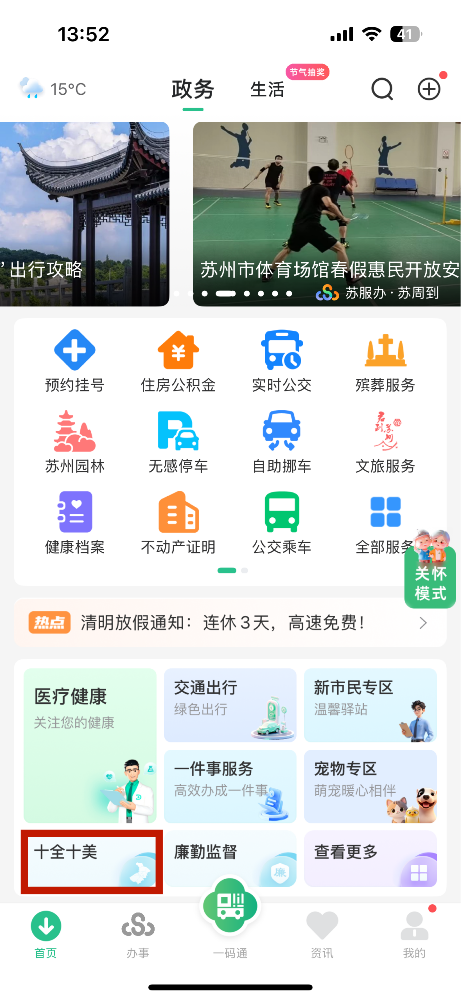 13:52
41
节气抽奖
15°C
政务
生活
” 出行攻略
苏州市体育场馆春假惠民开放安
苏服办 · 苏周到
预约挂号
住房公积金
实时公交
殡葬服务
苏州园林
无感停车
自助挪车
文旅服务
健康档案
不动产证明
公交乘车
全部服务
关怀
模式
热点
清明放假通知：连休3天，高速免费！
医疗健康
关注您的健康
交通出行
绿色出行
新市民专区
温馨驿站
一件事服务
高效办成一件事
宠物专区
萌宠暖心相伴
十全十美
廉勤监督
廉
查看更多
首页
办事
一码通
资讯
我的